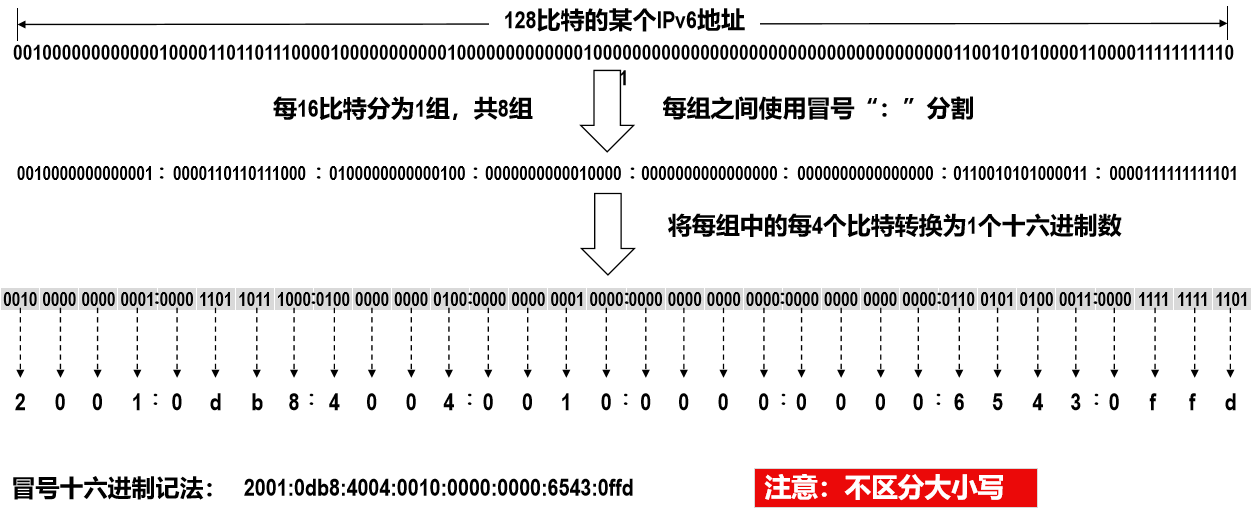 128比特的某个IPv6地址
0010000000000001000011011011100001000000000001000000000000010000000000000000000000000000000000000110010101000011000011111111110
1
每16比特分为1组，共8组
每组之间使用冒号“：”分割
0010000000000001 : 0000110110111000 : 0100000000000100 : 0000000000010000 : 0000000000000000 : 0000000000000000 : 0110010101000011 : 0000111111111101
将每组中的每4个比特转换为1个十六进制数
0010 0000 0000 0001:0000 1101 1011 1000:0100 0000 0000 0100:0000 0000 0001 0000:0000 0000 0000 0000:0000 0000 0000 0000:0110 0101 0100 0011:0000 1111 1111 1101
2 0 0 1:0 d b 8:4 0 0 4:0 0 1 0:0 0 0 0:0 0 0 0:6 5 4 3:0 f f d
冒号十六进制记法： 2001:0db8:4004:0010:0000:0000:6543:0ffd
注意：不区分大小写